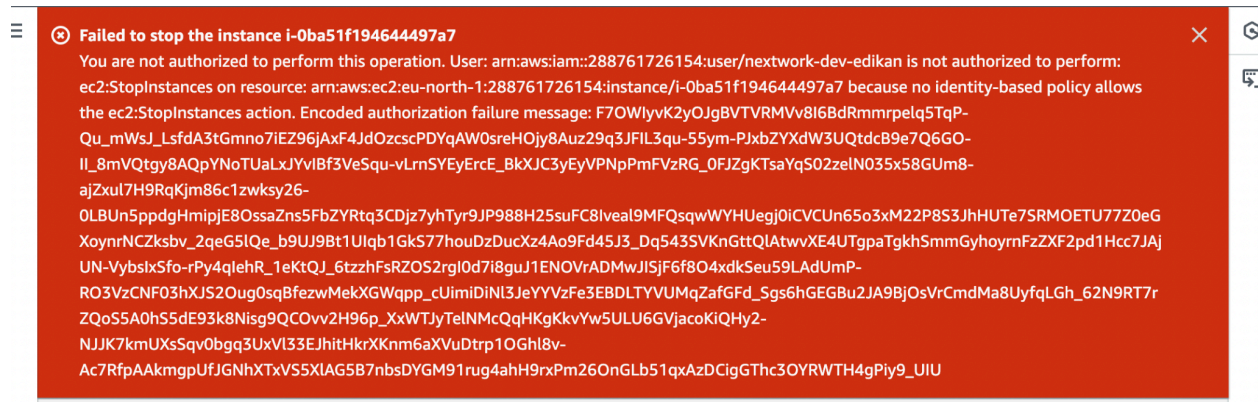 Failed to stop the instance i-0ba51f194644497a7
You are not authorized to perform this operation. User: arn:aws:iam::288761726154:user/nextwork-dev-edikan is not authorized to perform:
ec2:StopInstances on resource: arn:aws:ec2:eu-north-1:288761726154:instance/i-0ba51f194644497a7 because no identity-based policy allows
the ec2:StopInstances action. Encoded authorization failure message: F7OWIyvK2yOJgBVTVRMVv8I6BdRmmrpelq5TqP-
Qu_mWsJ_LsfdA3tGmno7iEZ96jAxF4JdOzcscPDYqAW0sreHOjy8Auz29q3JFIL3qu-55ym-PJxbZYXdW3UQtdcB9e7Q6GO-
II_8mVQtgy8AQpYNoTUaLxJYvIBf3VeSqu-vLrnSYEyErcE_BkXJC3yEyVPNpPmFVzRG_0FJZgKTsaYqS02zelN035x58GUm8-
ajZxul7H9RqKjm86c1zwksy26-
0LBUn5ppdgHmipjE8OssaZns5FbZYRtq3CDjz7yhTyr9JP988H25suFC8Iveal9MFQsqwWYHUegj0iCVCUn65o3xM22P8S3JhHUTe7SRMOETU77Z0eG
XoynrNCZksbv_2qeG5lQe_b9UJ9Bt1UIqb1GkS77houDzDucXz4Ao9Fd45J3_Dq543SVKnGttQlAtwvXE4UTgpaTgkhSmmGyhoyrnFzZXF2pd1Hcc7JAj
UN-VybsIxSfo-rPy4qIehR_1eKtQJ_6tzzhFsRZOS2rgI0d7i8guJ1ENOVrADMwJISjF6f8O4xdkSeu59LAdUmP-
RO3VzCNF03hXJS2Oug0sqBfezwMekXGWqpp_cUimiDiNl3JeYYVzFe3EBDLTYVUMqZafGFd_Sgs6hGEGBu2JA9BjOsVrCmdMa8UyfqLGh_62N9RT7r
ZQoS5A0hS5dE93k8Nisg9QCOvv2H96p_XxWTJyTelNMcQqHKgKkvYw5ULU6GVjacoKiQHy2-
NJJK7kmUXsSqv0bgq3UxVl33EJhitHkrXKnm6aXVuDtrp1OGhl8v-
Ac7RfpAAkmgpUfJGNhXTxVS5XlAG5B7nbsDYGM91rug4ahH9rxPm26OnGLb51qxAzDCigGThc3OYRWTH4gPiy9_UIU